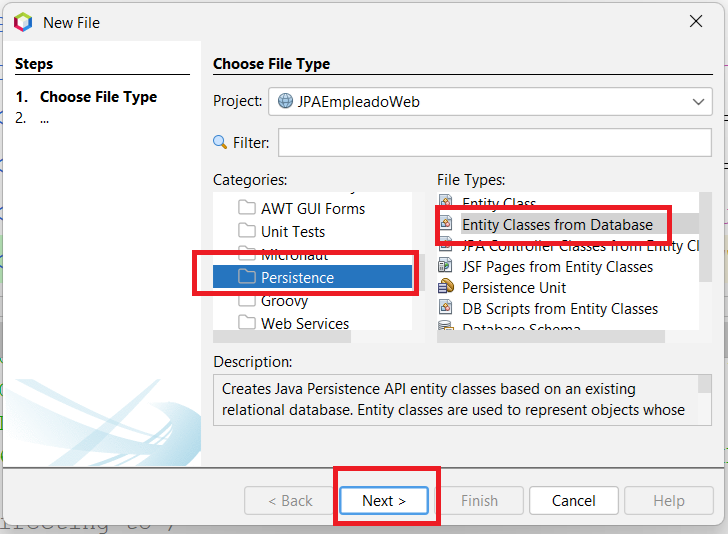 New File
Steps
1. Choose File Type
2. ...
Choose File Type
Project: JPAEmpleadoWeb
Filter:
Categories:
AWT GUI Forms
Unit Tests
Micronaut
Persistence
Groovy
Web Services
File Types:
Entity Class
Entity Classes from Database
JPA Controller Classes from Entity Cl
JSF Pages from Entity Classes
Persistence Unit
DB Scripts from Entity Classes
Database Schema
Description:
Creates Java Persistence API entity classes based on an existing
relational database. Entity classes are used to represent objects whose
< Back
Next >
Finish
Cancel
Help